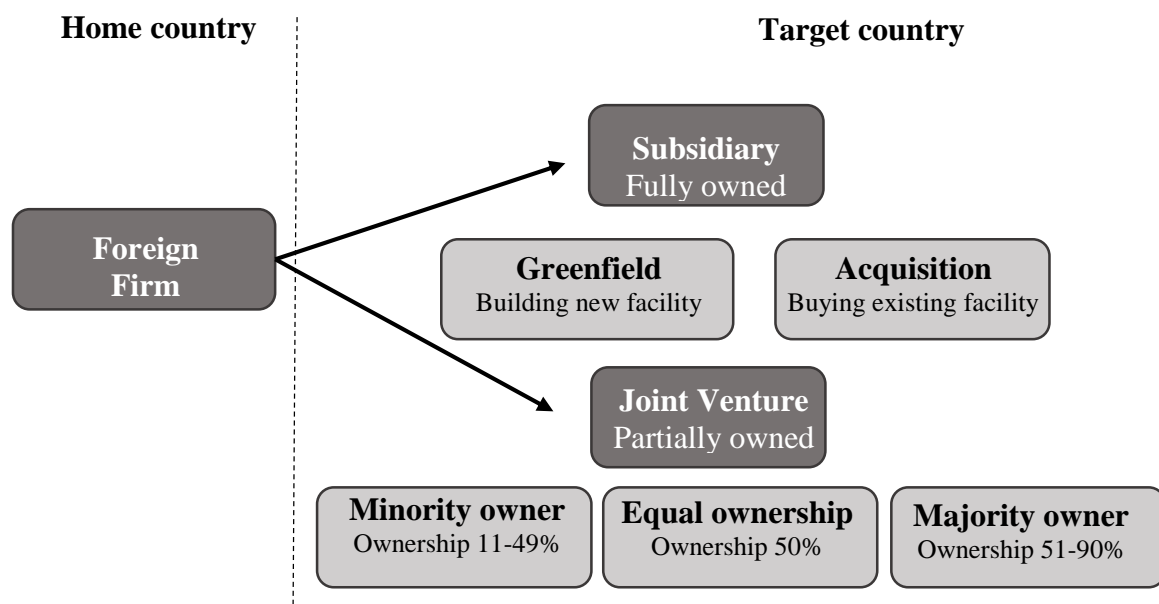 Home country
Target country
Subsidiary
Fully owned
Foreign
Firm
Greenfield
Building new facility
Acquisition
Buying existing facility
Joint Venture
Partially owned
Minority owner
Ownership 11-49%
Equal ownership
Ownership 50%
Majority owner
Ownership 51-90%